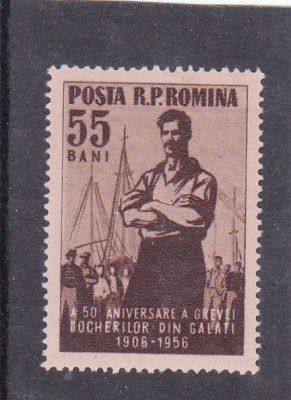 POSTA R.P.ROMINA
55
BANI
A 50 ANIVERSARE A GREVEI
DOCHERILOR DIN GALATI
1906-1956